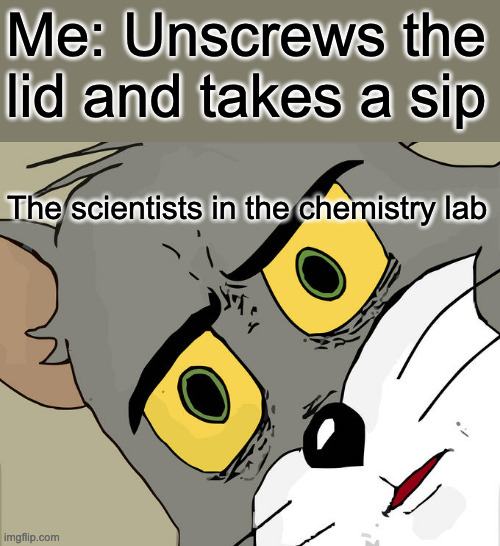 Me: Unscrews the
lid and takes a sip
The scientists in the chemistry lab
imgflip.com